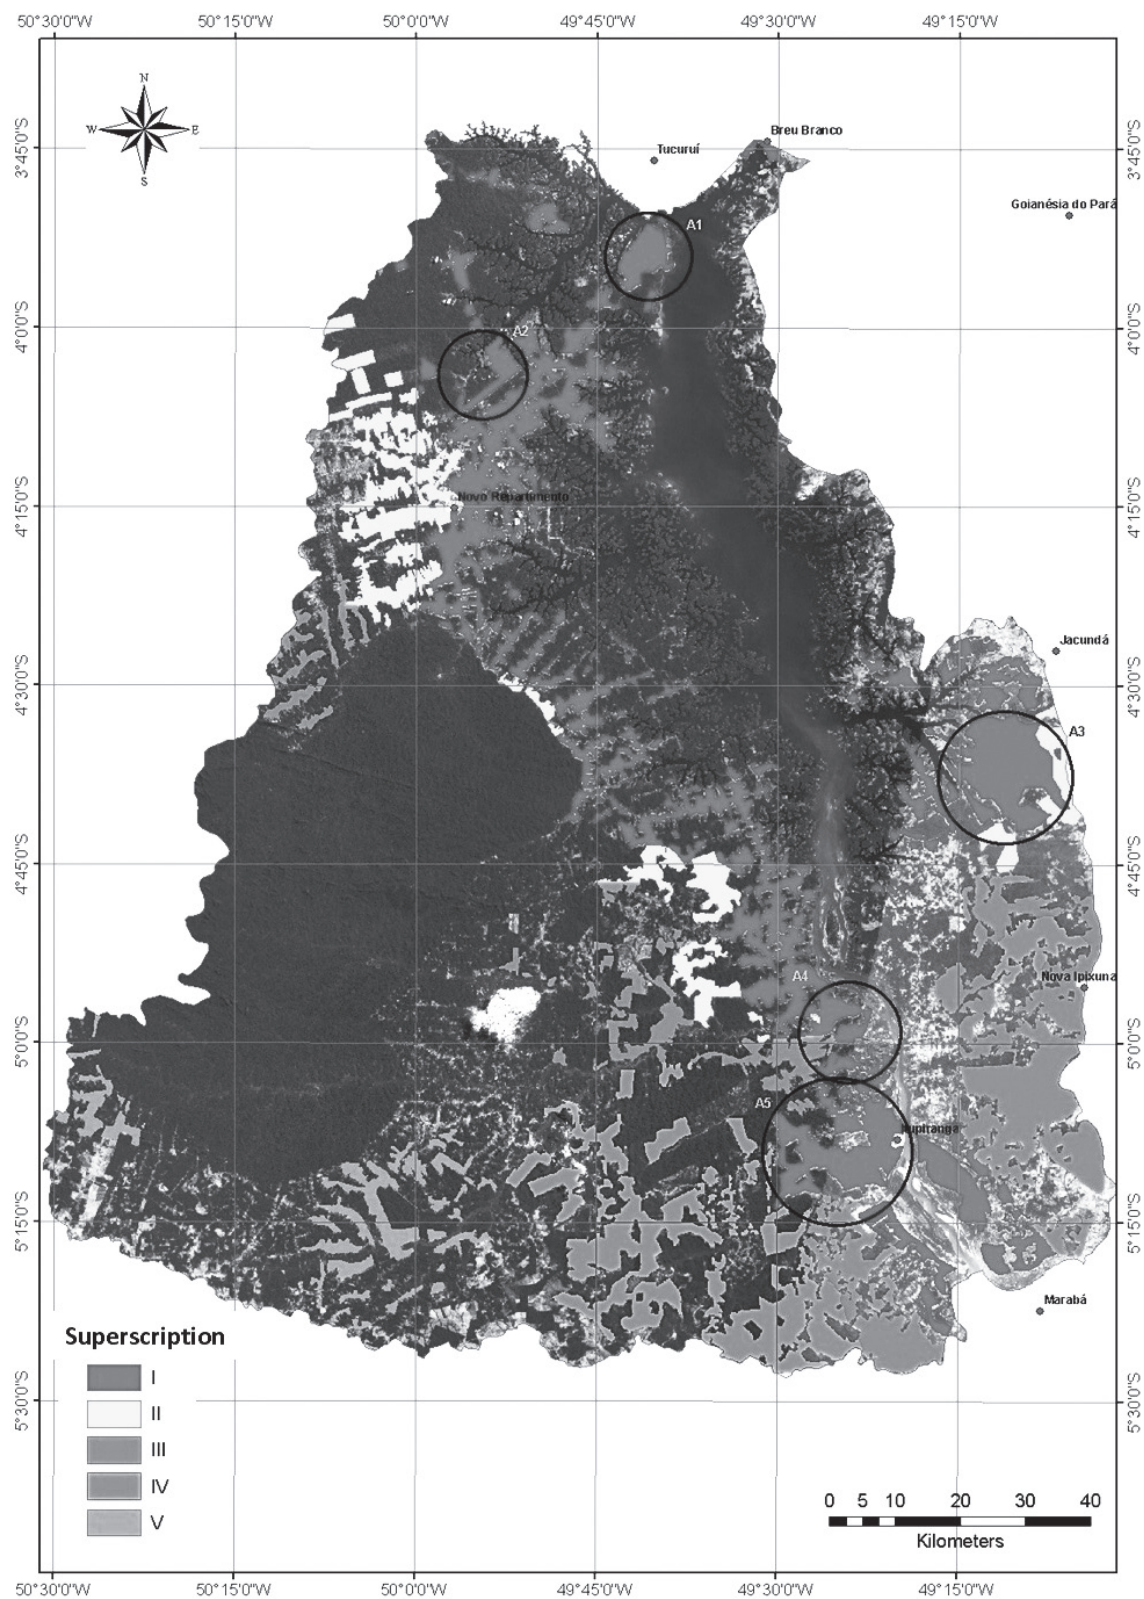 50°30'0"W 50°15'0"W 50°0'0"W 49°45'0"W 49°30'0"W 49°15'0"W
N
W E
S
Breu Branco
3°45'0"S 3°45'0"S
Tucuruí
Goianésia do Pará
A1
4°0'0"S 4°0'0"S
A2
Novo Repartimento
4°15'0"S 4°15'0"S
Jacundá
4°30'0"S 4°30'0"S
A3
4°45'0"S 4°45'0"S
A4
Nova Ipixuna
5°0'0"S 5°0'0"S
A5
5°15'0"S 5°15'0"S
Marabá
Superscription
I
II
III
IV
V
5°30'0"S 5°30'0"S
0 5 10 20 30 40
Kilometers
50°30'0"W 50°15'0"W 50°0'0"W 49°45'0"W 49°30'0"W 49°15'0"W